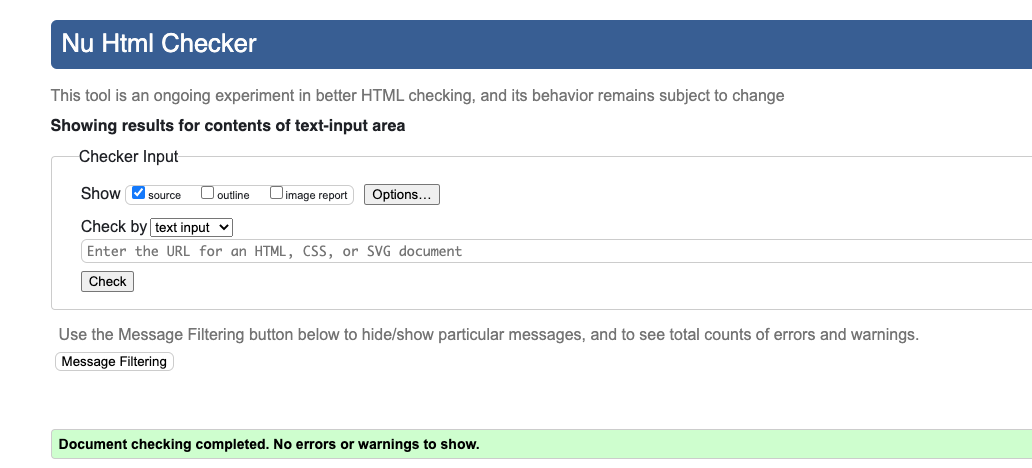 Nu Html Checker
This tool is an ongoing experiment in better HTML checking, and its behavior remains subject to change
Showing results for contents of text-input area
Checker Input
Show source outline image report Options...
Check by text input
Enter the URL for an HTML, CSS, or SVG document
Check
Use the Message Filtering button below to hide/show particular messages, and to see total counts of errors and warnings.
Message Filtering
Document checking completed. No errors or warnings to show.